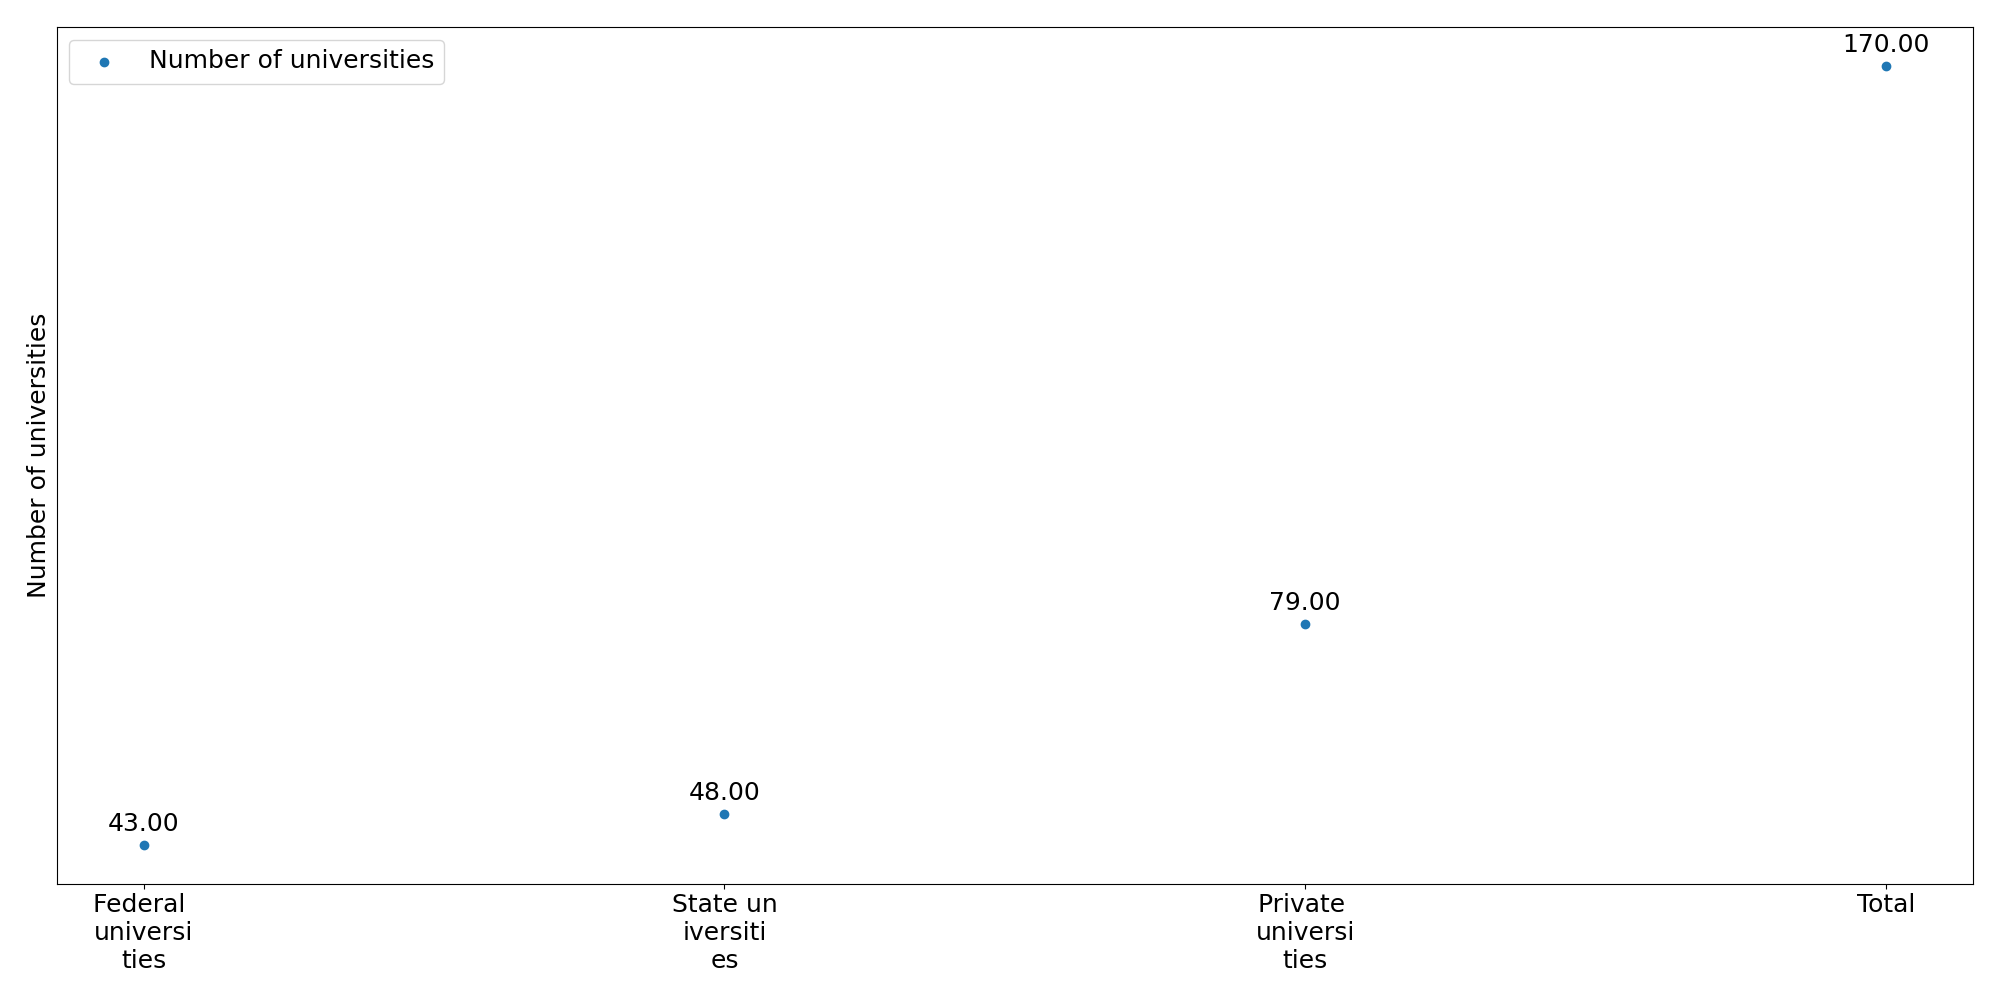 Number of universities
170.00
Number of universities
79.00
48.00
43.00
Federal
universi
ties
State un
iversiti
es
Private
universi
ties
Total